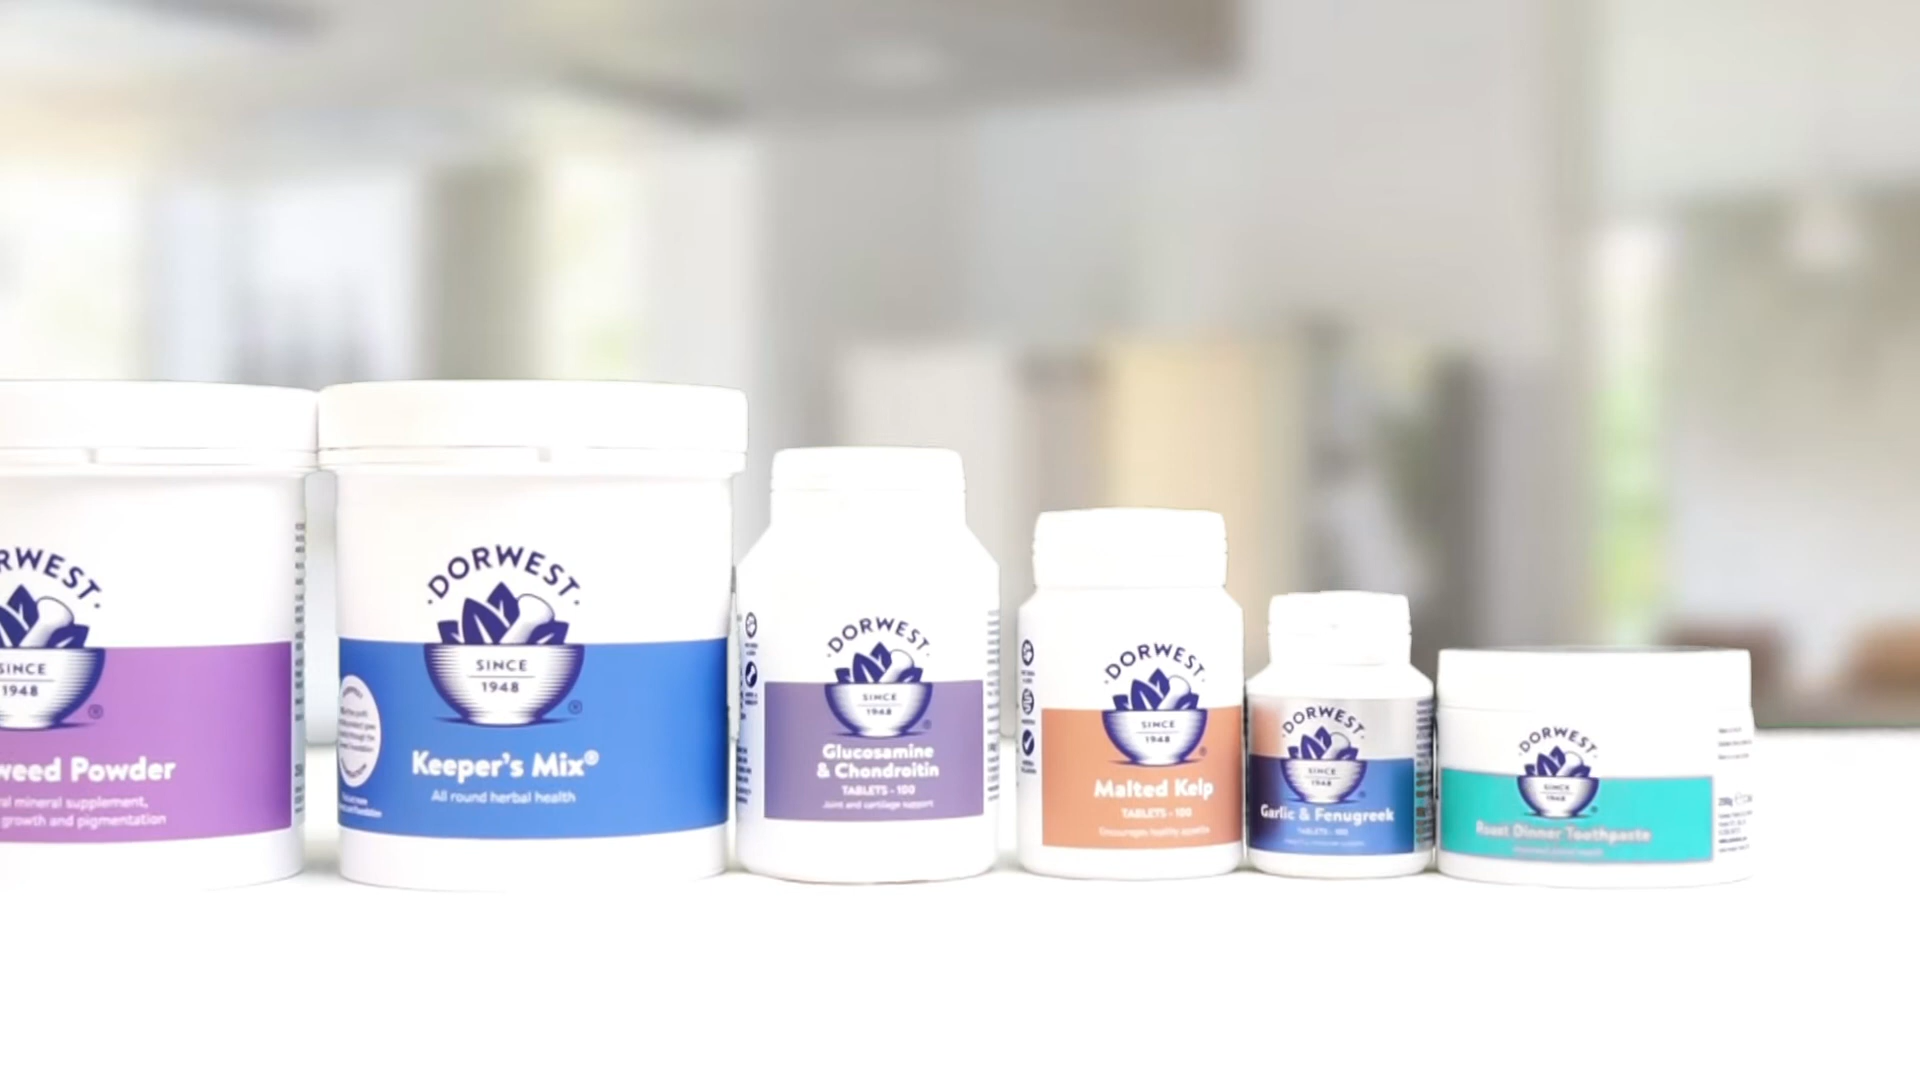 RWEST
SINCE
1948
®
weed Powder
ral mineral supplement,
growth and pigmentation
·DORWEST·
SINCE
1948
®
Keeper's Mix®
All round herbal health
·DORWEST·
SINCE
1948
®
Glucosamine
& Chondroitin
TABLETS - 100
Joint and cartilage support
·DORWEST·
SINCE
1948
®
Malted Kelp
TABLETS - 100
Encourages healthy appetite
·DORWEST·
SINCE
1948
Garlic & Fenugreek
TABLETS - 100
·DORWEST·
SINCE
1948
Roast Dinner Toothpaste